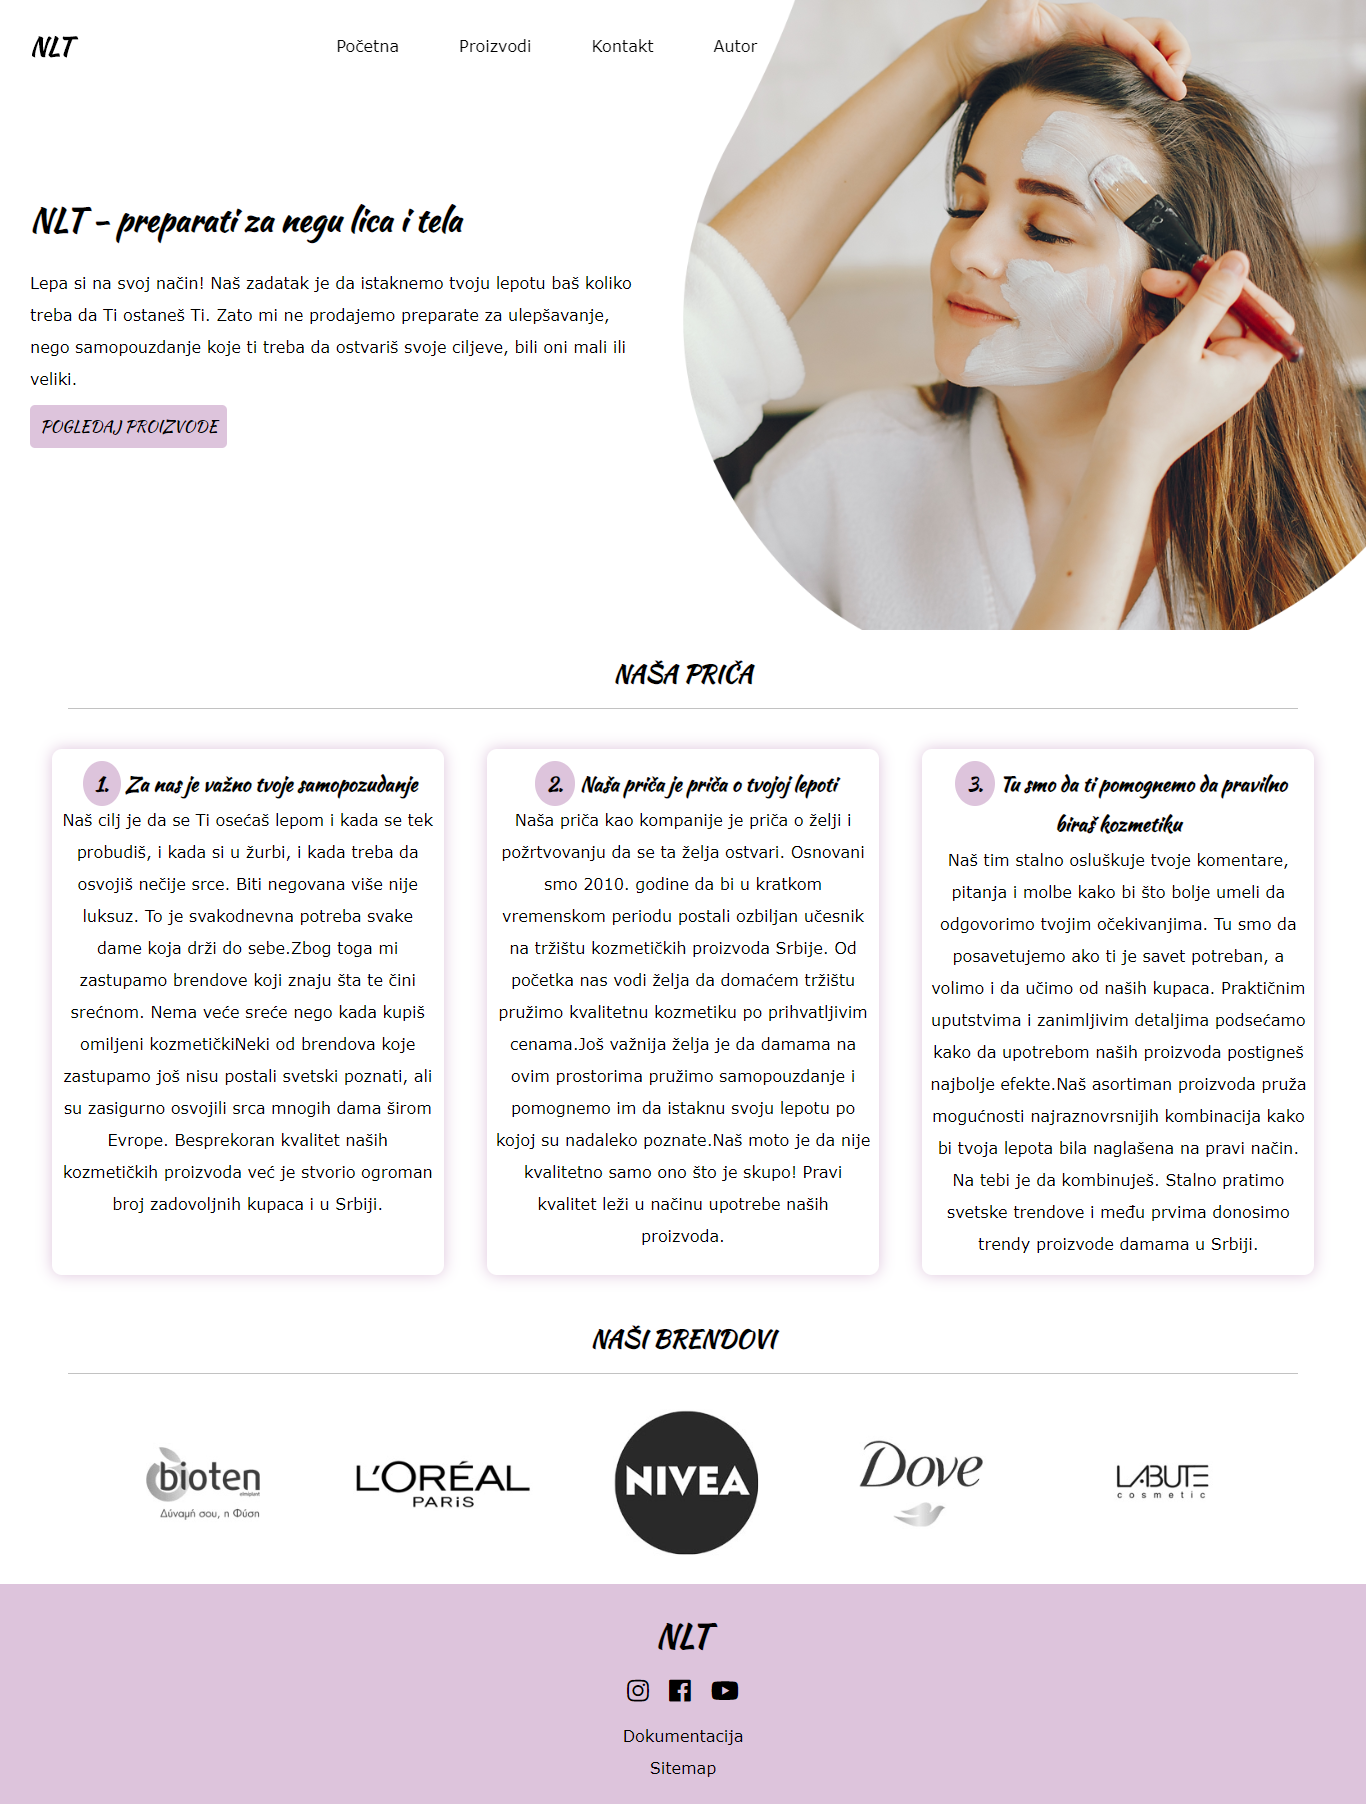 NLT
Početna Proizvodi Kontakt Autor
NLT - preparati za negu lica i tela
Lepa si na svoj način! Naš zadatak je da istaknemo tvoju lepotu baš koliko
treba da Ti ostaneš Ti. Zato mi ne prodajemo preparate za ulepšavanje,
nego samopouzdanje koje ti treba da ostvariš svoje ciljeve, bili oni mali ili
veliki.
POGLEDAJ PROIZVODE
NAŠA PRIČA
1. Za nas je važno tvoje samopozudanje
Naš cilj je da se Ti osećaš lepom i kada se tek
probudiš, i kada si u žurbi, i kada treba da
osvojiš nečije srce. Biti negovana više nije
luksuz. To je svakodnevna potreba svake
dame koja drži do sebe.Zbog toga mi
zastupamo brendove koji znaju šta te čini
srećnom. Nema veće sreće nego kada kupiš
omiljeni kozmetičkiNeki od brendova koje
zastupamo još nisu postali svetski poznati, ali
su zasigurno osvojili srca mnogih dama širom
Evrope. Besprekoran kvalitet naših
kozmetičkih proizvoda već je stvorio ogroman
broj zadovoljnih kupaca i u Srbiji.
2. Naša priča je priča o tvojoj lepoti
Naša priča kao kompanije je priča o želji i
požrtvovanju da se ta želja ostvari. Osnovani
smo 2010. godine da bi u kratkom
vremenskom periodu postali ozbiljan učesnik
na tržištu kozmetičkih proizvoda Srbije. Od
početka nas vodi želja da domaćem tržištu
pružimo kvalitetnu kozmetiku po prihvatljivim
cenama.Još važnija želja je da damama na
ovim prostorima pružimo samopouzdanje i
pomognemo im da istaknu svoju lepotu po
kojoj su nadaleko poznate.Naš moto je da nije
kvalitetno samo ono što je skupo! Pravi
kvalitet leži u načinu upotrebe naših
proizvoda.
3. Tu smo da ti pomognemo da pravilno
biraš kozmetiku
Naš tim stalno osluškuje tvoje komentare,
pitanja i molbe kako bi što bolje umeli da
odgovorimo tvojim očekivanjima. Tu smo da
posavetujemo ako ti je savet potreban, a
volimo i da učimo od naših kupaca. Praktičnim
uputstvima i zanimljivim detaljima podsećamo
kako da upotrebom naših proizvoda postigneš
najbolje efekte.Naš asortiman proizvoda pruža
mogućnosti najraznovrsnijih kombinacija kako
bi tvoja lepota bila naglašena na pravi način.
Na tebi je da kombinuješ. Stalno pratimo
svetske trendove i među prvima donosimo
trendy proizvode damama u Srbiji.
NAŠI BRENDOVI
bioten
Δύναμή σου, η Φύση
L'ORÉAL
PARIS
NIVEA
Dove
LABUTE
cosmetic
NLT
Dokumentacija
Sitemap